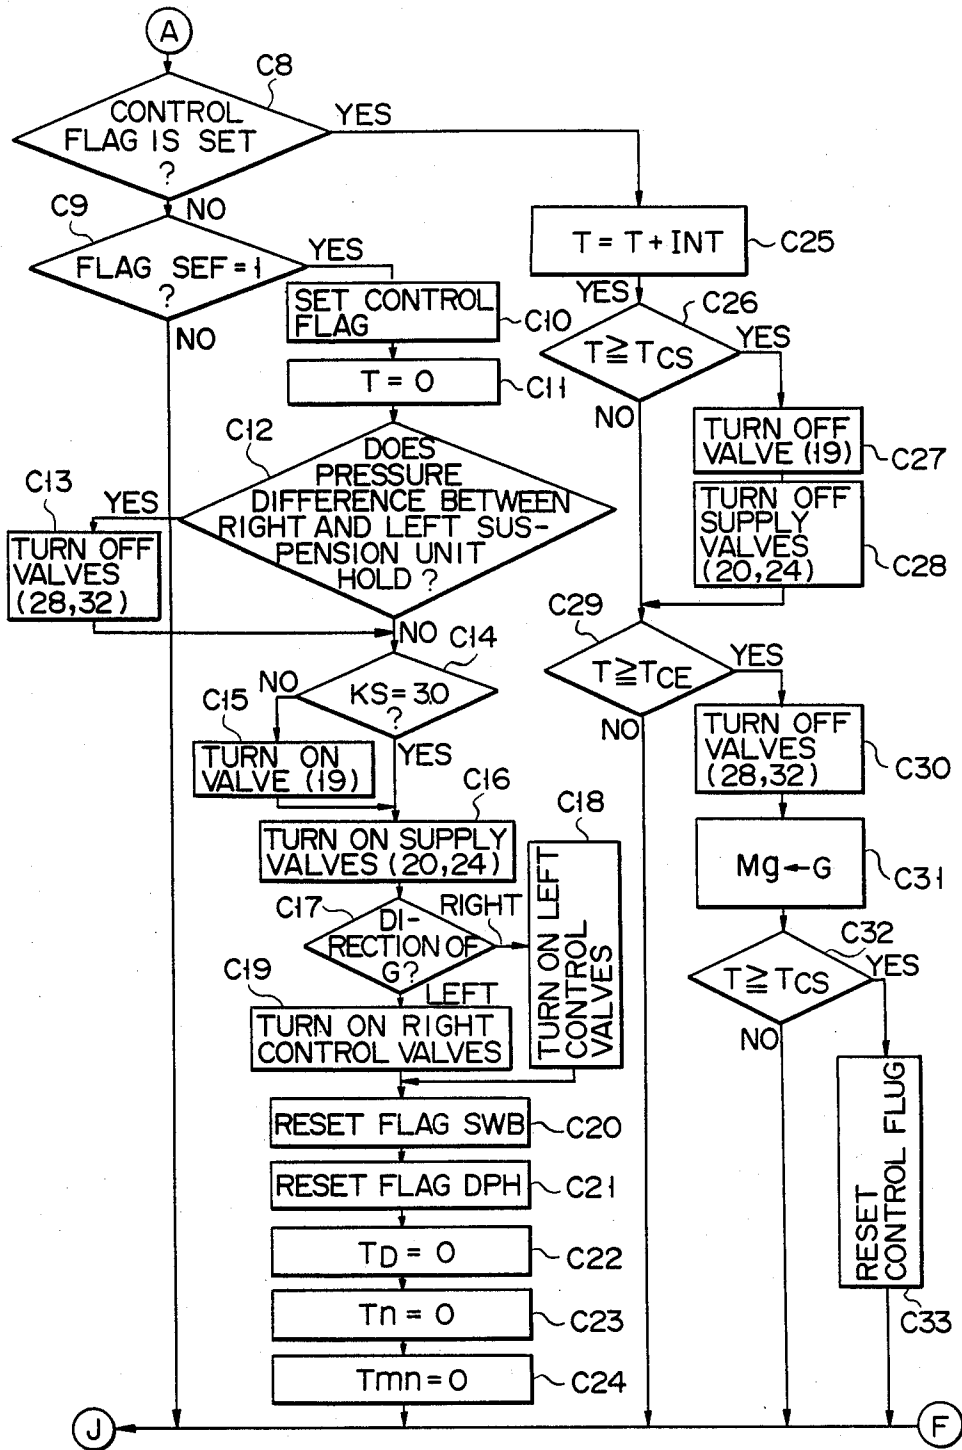 A
C8
CONTROL
FLAG IS SET
?
YES
NO
C9
FLAG SEF = 1
?
YES
NO
SET CONTROL
FLAG
C10
T = 0
C11
C12
DOES
PRESSURE
DIFFERENCE BETWEEN
RIGHT AND LEFT SUS-
PENSION UNIT
HOLD ?
YES
NO
C13
TURN OFF
VALVES
(28,32)
C14
KS = 3.0
?
NO
YES
C15
TURN ON
VALVE (19)
C16
TURN ON SUPPLY
VALVES (20,24)
C17
DI-
RECTION OF
G?
RIGHT
LEFT
C18
TURN ON LEFT
CONTROL
VALVES
C19
TURN ON RIGHT
CONTROL VALVES
RESET FLAG SWB
C20
RESET FLAG DPH
C21
TD = 0
C22
Tn = 0
C23
Tmn = 0
C24
T = T + INT
C25
YES
C26
T ≧ TCS
YES
NO
TURN OFF
VALVE (19)
C27
TURN OFF
SUPPLY
VALVES
(20,24)
C28
C29
T ≧ TCE
YES
NO
TURN OFF
VALVES
(28,32)
C30
Mg ← G
C31
C32
T ≧ TCS
YES
NO
RESET
CONTROL FLUG
C33
J
F